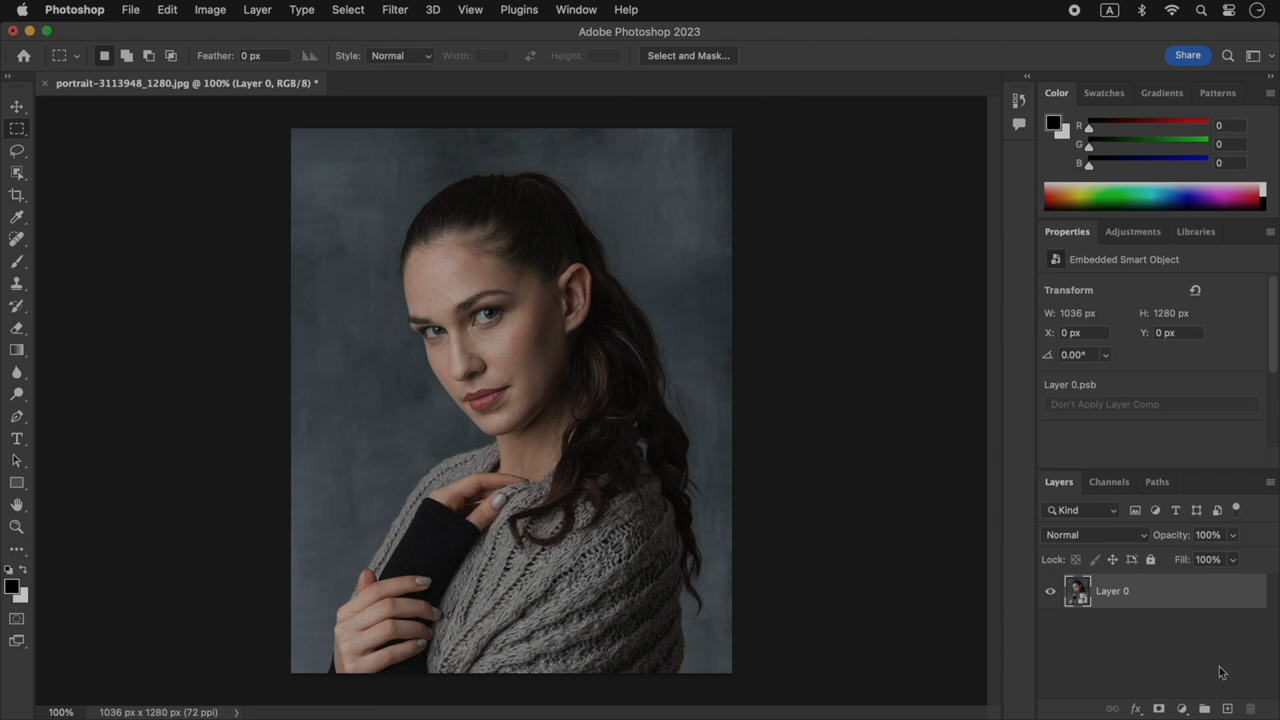 Photoshop File Edit Image Layer Type Select Filter 3D View Plugins Window Help A
Adobe Photoshop 2023
Feather: 0 px Style: Normal Width: Height: Select and Mask... Share
portrait-3113948_1280.jpg @ 100% (Layer 0, RGB/8) *
Color Swatches Gradients Patterns
R 0
G 0
B 0
Properties Adjustments Libraries
Embedded Smart Object
Transform
W: 1036 px H: 1280 px
X: 0 px Y: 0 px
0.00°
Layer 0.psb
Don't Apply Layer Comp
Layers Channels Paths
Kind
Normal Opacity: 100%
Lock: Fill: 100%
Layer 0
fx
100% 1036 px x 1280 px (72 ppi)